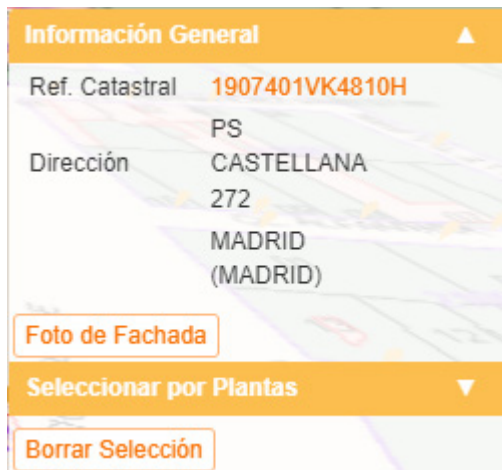 Información General ▲
Ref. Catastral 1907401VK4810H
PS
Dirección CASTELLANA
272
MADRID
(MADRID)
Foto de Fachada
Seleccionar por Plantas ▼
Borrar Selección